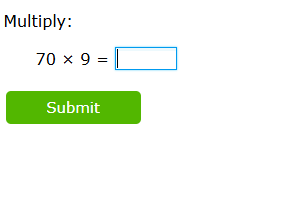 Multiply:
70 × 9 =
Submit